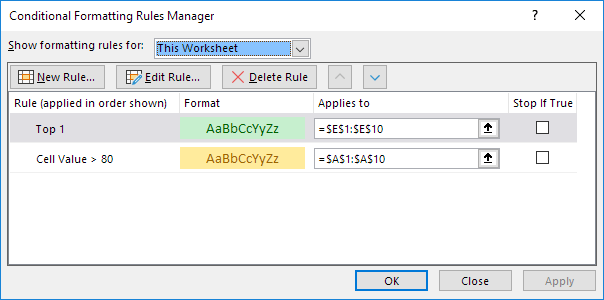 Conditional Formatting Rules Manager ? ×
Show formatting rules for: This Worksheet
New Rule... Edit Rule... Delete Rule
Rule (applied in order shown) Format Applies to Stop If True
Top 1 AaBbCcYyZz =$E$1:$E$10
Cell Value > 80 AaBbCcYyZz =$A$1:$A$10
OK Close Apply